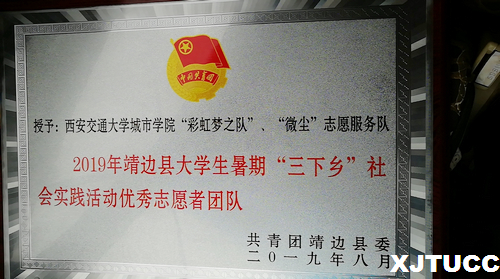 中国共青团
授予：西安交通大学城市学院“彩虹梦之队”、“微尘”志愿服务队
2019年靖边县大学生暑期“三下乡”社
会实践活动优秀志愿者团队
共青团靖边县委
二〇一九年八月
XJTUCC